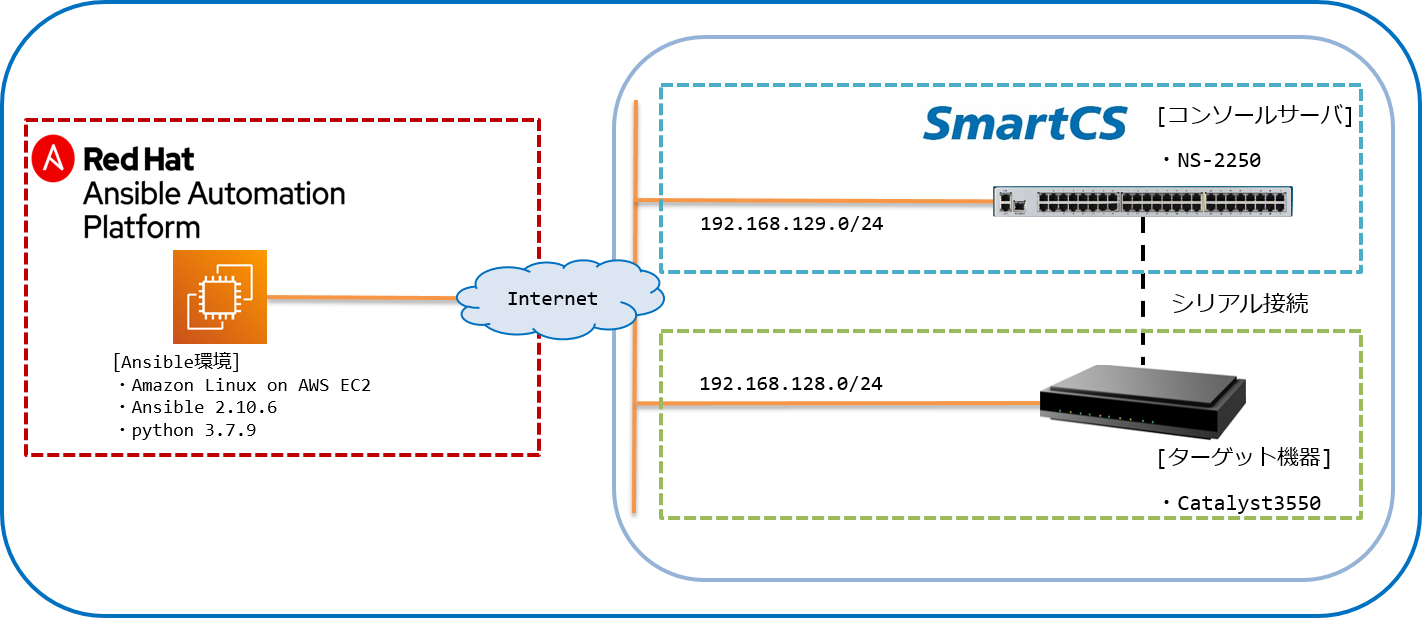 Red Hat
Ansible Automation
Platform
[Ansible環境]
・Amazon Linux on AWS EC2
・Ansible 2.10.6
・python 3.7.9
Internet
SmartCS
[コンソールサーバ]
・NS-2250
192.168.129.0/24
シリアル接続
192.168.128.0/24
[ターゲット機器]
・Catalyst3550